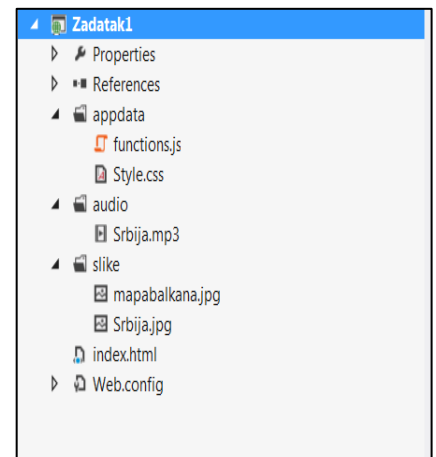 Zadatak1
Properties
References
appdata
functions.js
Style.css
audio
Srbija.mp3
slike
mapabalkana.jpg
Srbija.jpg
index.html
Web.config